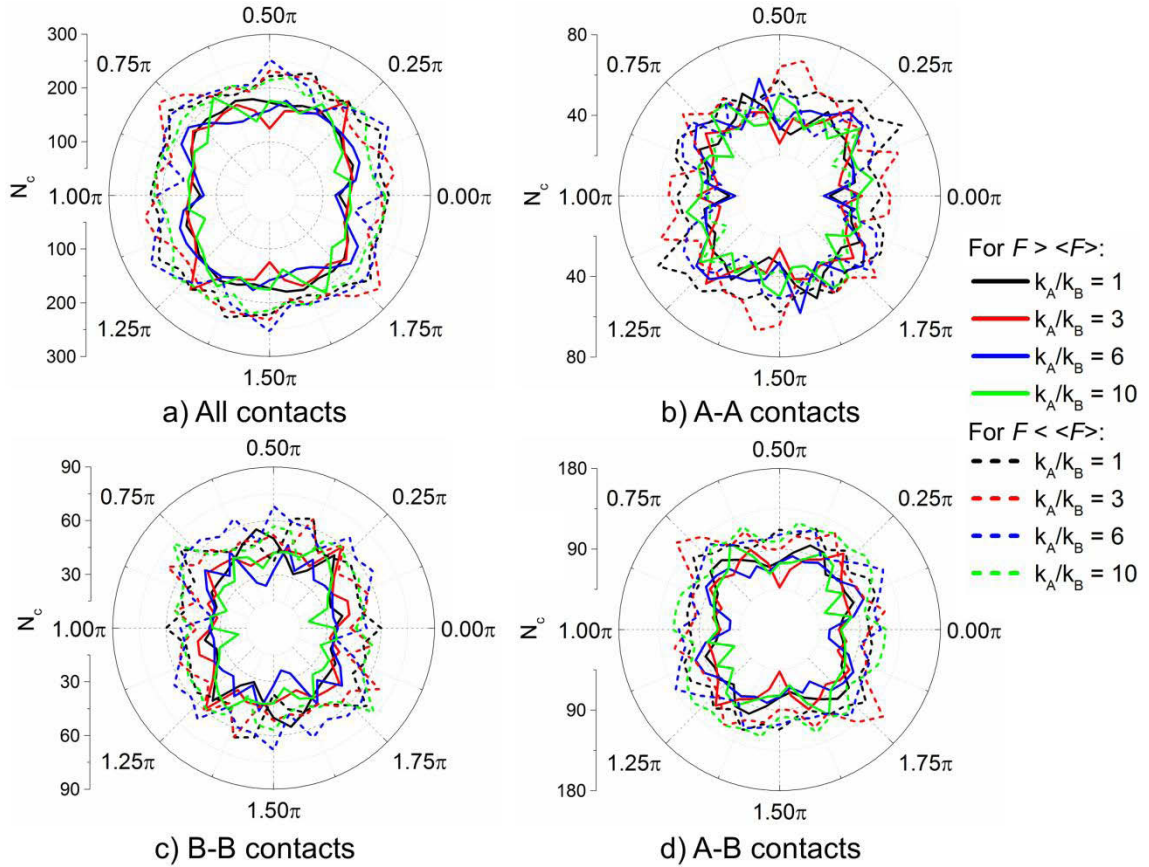 0.50π
300
0.75π
0.25π
200
100
N_c
1.00π
0.00π
100
200
1.25π
1.75π
300
1.50π
a) All contacts
0.50π
80
0.75π
0.25π
40
N_c
1.00π
0.00π
40
1.25π
1.75π
80
1.50π
b) A-A contacts
For F > <F>:
k_A/k_B = 1
k_A/k_B = 3
k_A/k_B = 6
k_A/k_B = 10
For F < <F>:
k_A/k_B = 1
k_A/k_B = 3
k_A/k_B = 6
k_A/k_B = 10
0.50π
90
0.75π
0.25π
60
30
N_c
1.00π
0.00π
30
60
1.25π
1.75π
90
1.50π
c) B-B contacts
0.50π
180
0.75π
0.25π
90
N_c
1.00π
0.00π
90
1.25π
1.75π
180
1.50π
d) A-B contacts